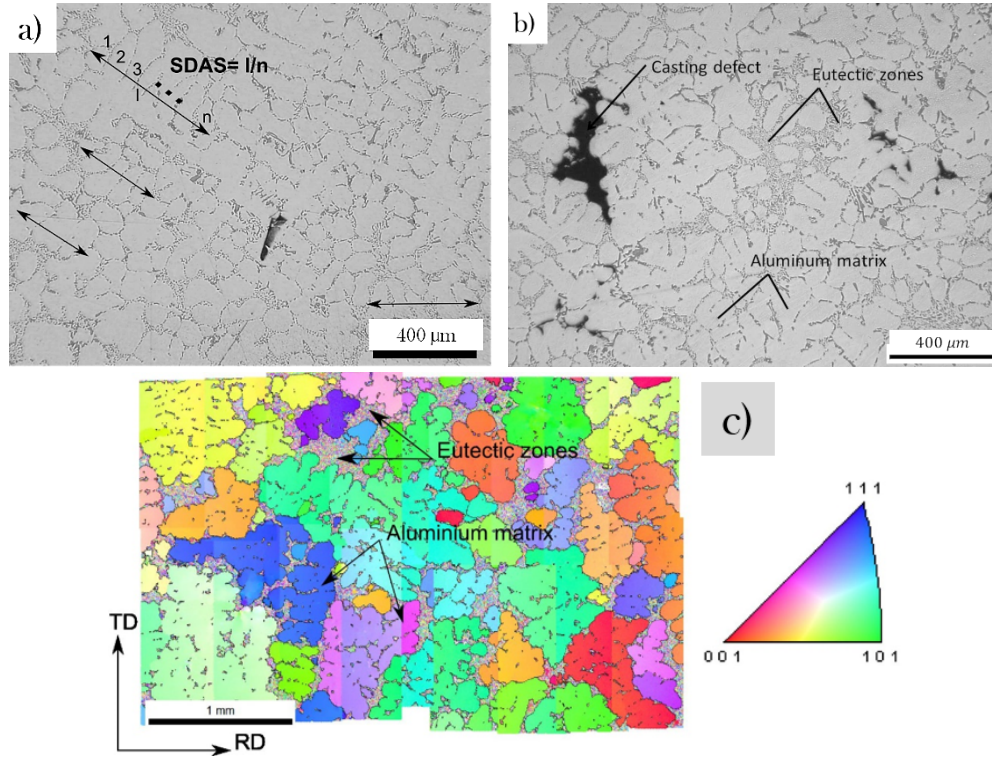 a)
1
2
3
SDAS= l/n
l
n
400 μm
b)
Casting defect
Eutectic zones
Aluminum matrix
400 μm
c)
Eutectic zones
Aluminium matrix
TD
RD
1 mm
1 1 1
0 0 1
1 0 1